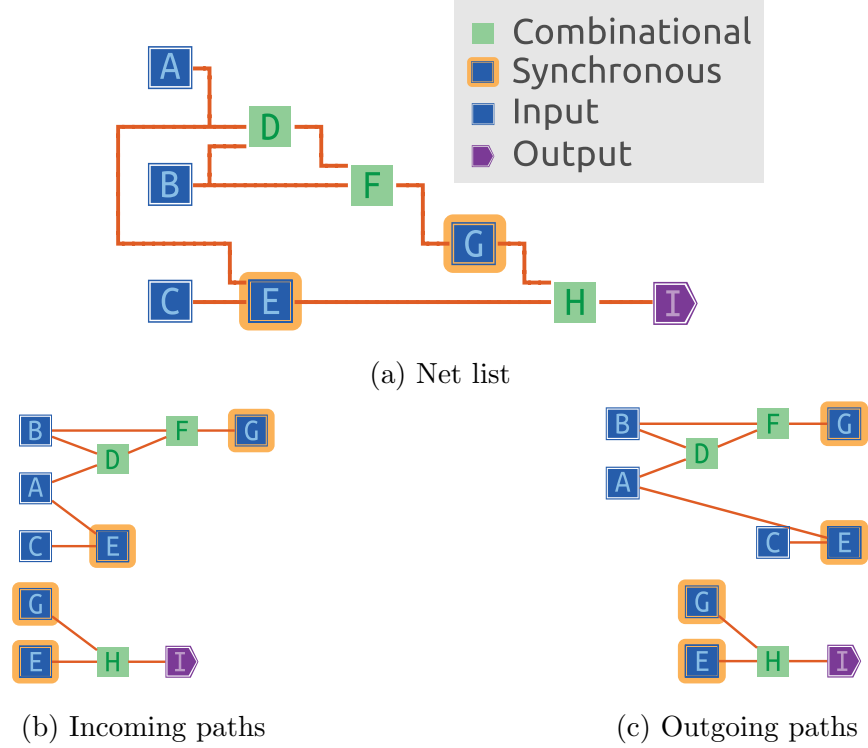 Combinational
Synchronous
Input
Output
A
D
B
F
G
C
E
H
I
(a) Net list
B
F
G
D
A
C
E
G
E
H
I
(b) Incoming paths
B
F
G
D
A
C
E
G
E
H
I
(c) Outgoing paths